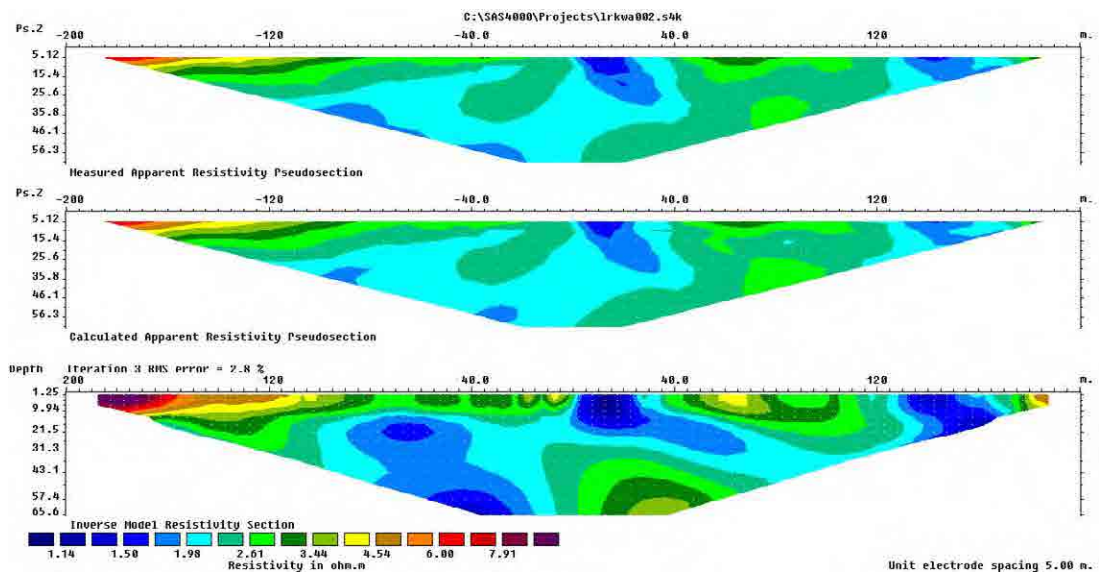 C:\SAS4000\Projects\lrkwa002.s4k
Ps.Z -200 -120 -40.0 40.0 120 m.
5.12
15.4
25.6
35.8
46.1
56.3
Measured Apparent Resistivity Pseudosection
Ps.Z -200 -120 -40.0 40.0 120 m.
5.12
15.4
25.6
35.8
46.1
56.3
Calculated Apparent Resistivity Pseudosection
Depth Iteration 3 RMS error = 2.8 %
200 -120 -40.0 40.0 120 m.
1.25
9.94
21.5
31.3
43.1
57.4
65.6
Inverse Model Resistivity Section
1.14 1.50 1.98 2.61 3.44 4.54 6.00 7.91
Resistivity in ohm.m
Unit electrode spacing 5.00 m.